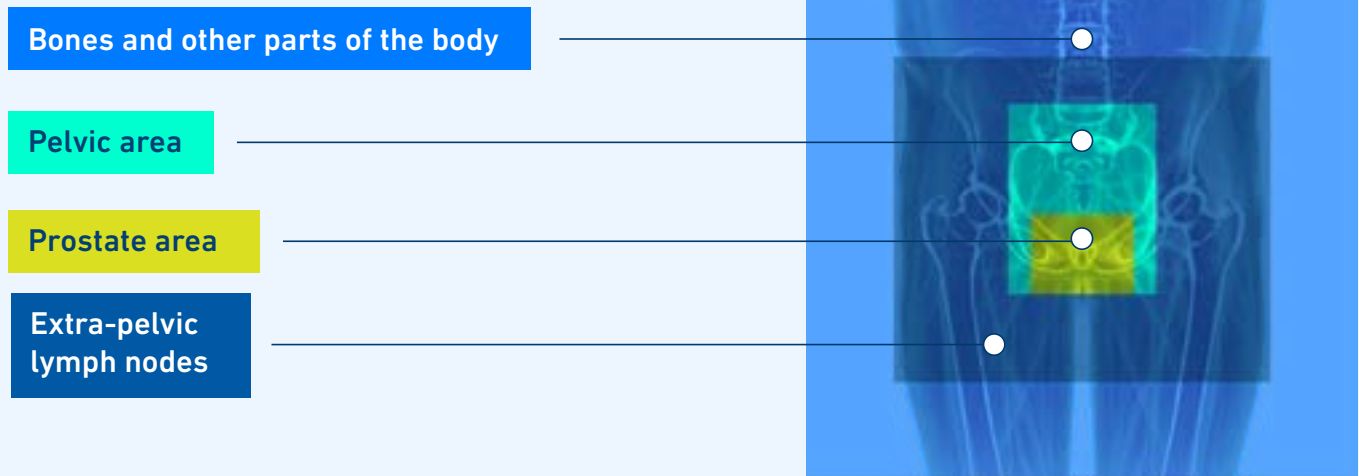 Bones and other parts of the body
Pelvic area
Prostate area
Extra-pelvic
lymph nodes